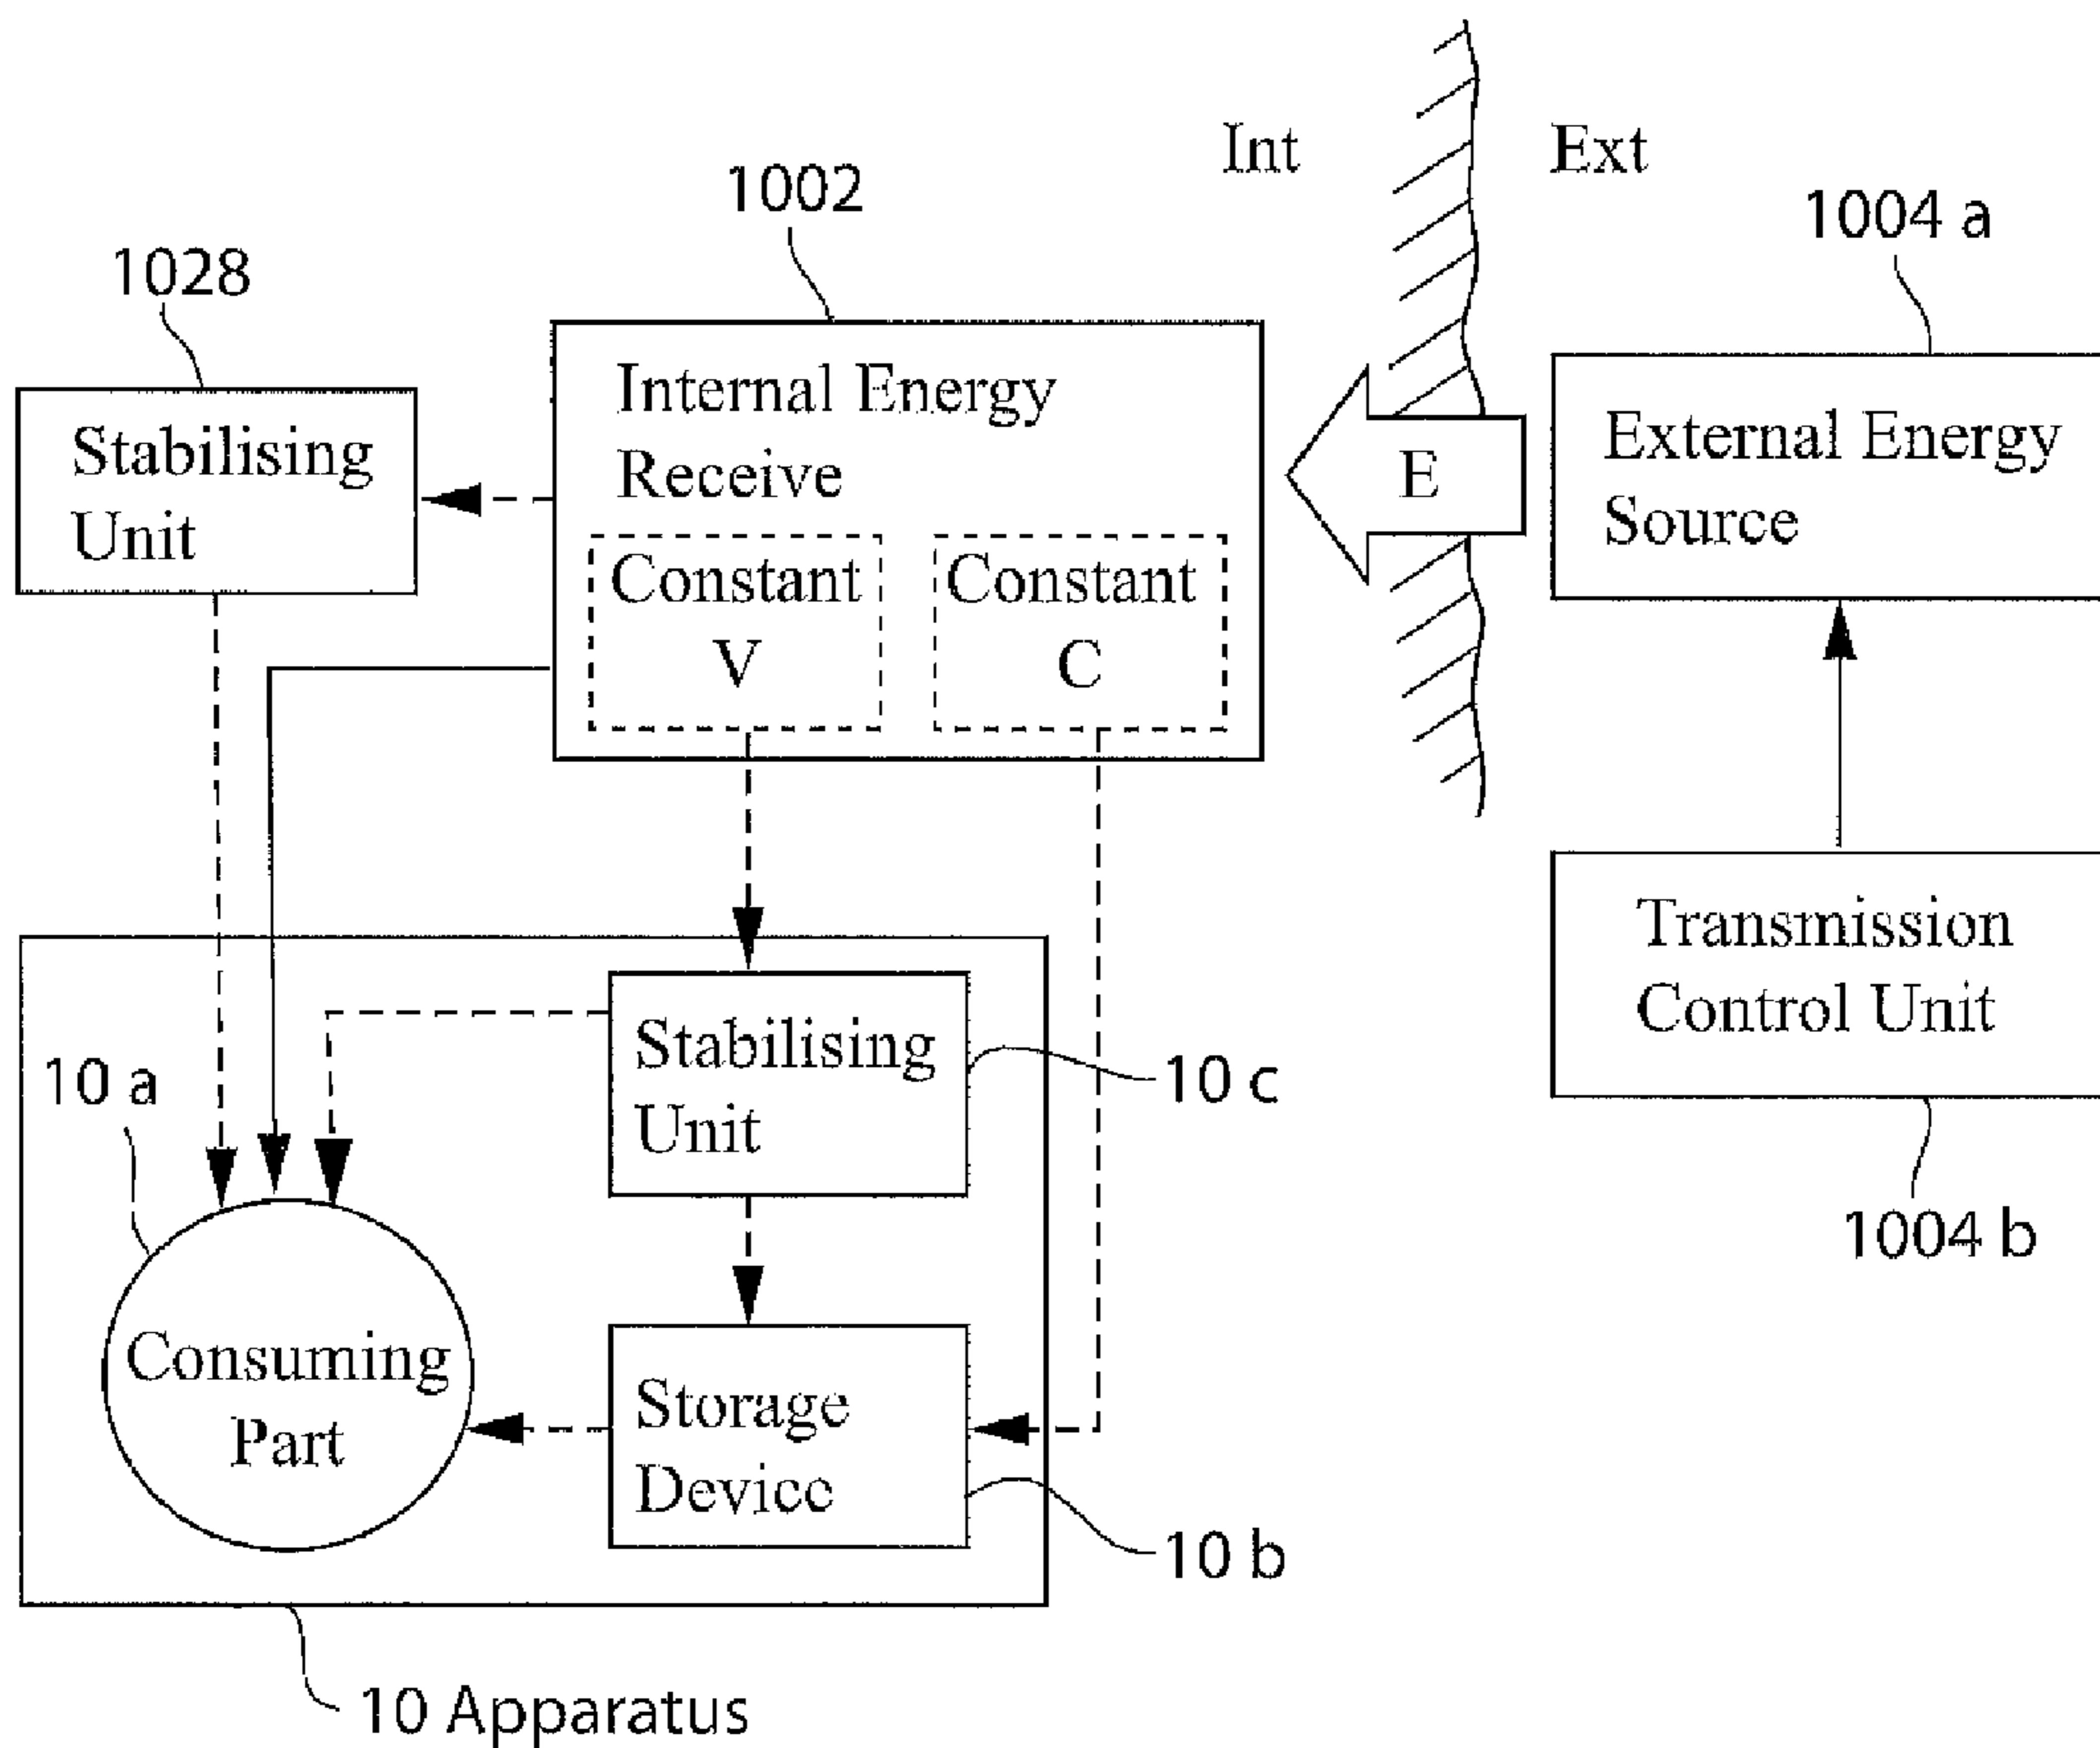 Int
Ext
1002
1004 a
1028
Internal Energy
Receive
External Energy
Source
Stabilising
Unit
E
Constant
V
Constant
C
Transmission
Control Unit
Stabilising
Unit
10 a
10 c
1004 b
Consuming
Part
Storage
Device
10 b
10 Apparatus